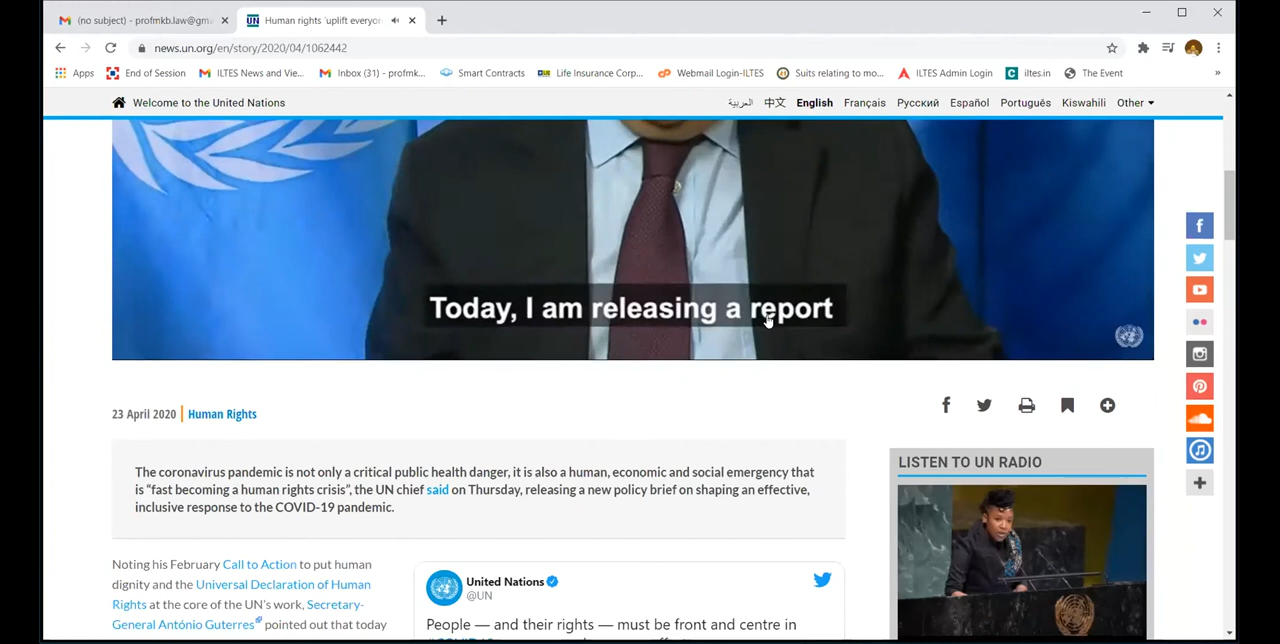 (no subject) - profmkb.law@gma
UN Human rights 'uplift everyon
news.un.org/en/story/2020/04/1062442
Apps End of Session ILTES News and Vie... Inbox (31) - profmk... Smart Contracts Life Insurance Corp... Webmail Login-ILTES Suits relating to mo... ILTES Admin Login iltes.in The Event »
Welcome to the United Nations العربية 中文 English Français Русский Español Português Kiswahili Other
Today, I am releasing a report
23 April 2020 Human Rights
The coronavirus pandemic is not only a critical public health danger, it is also a human, economic and social emergency that
is “fast becoming a human rights crisis”, the UN chief said on Thursday, releasing a new policy brief on shaping an effective,
inclusive response to the COVID-19 pandemic.
LISTEN TO UN RADIO
Noting his February Call to Action to put human
dignity and the Universal Declaration of Human
Rights at the core of the UN's work, Secretary-
General António Guterres pointed out that today
United Nations
@UN
People — and their rights — must be front and centre in